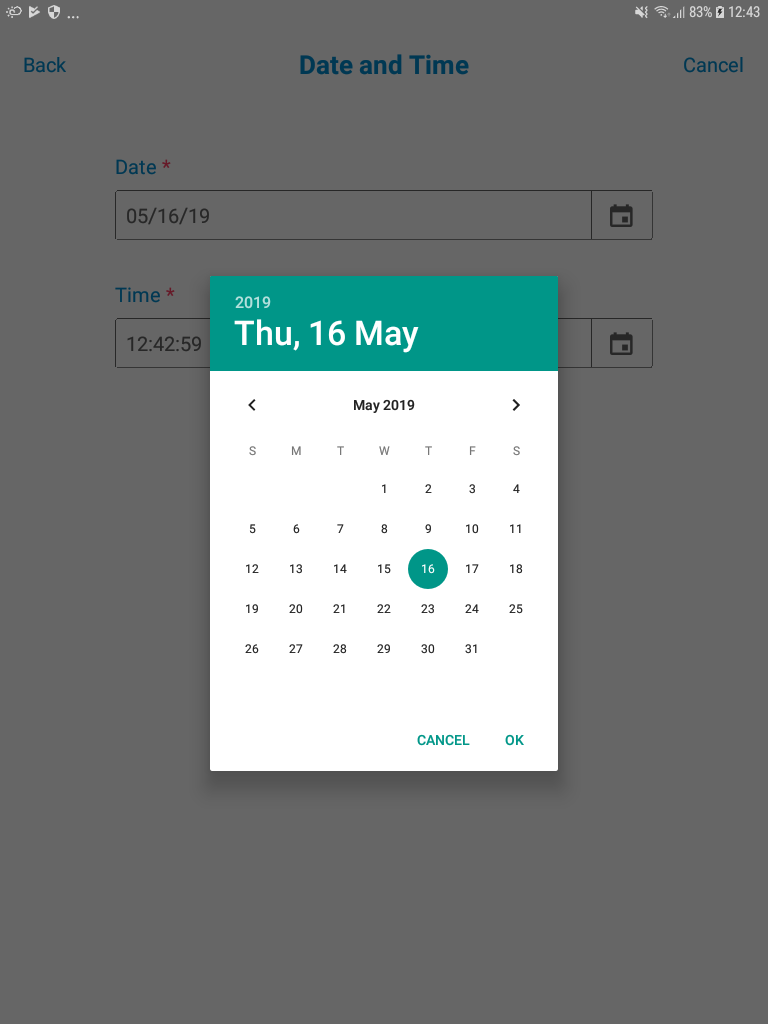 ... 83% 12:43
Back Date and Time Cancel
Date *
05/16/19
Time *
12:42:59
2019
Thu, 16 May
May 2019
S M T W T F S
1 2 3 4
5 6 7 8 9 10 11
12 13 14 15 16 17 18
19 20 21 22 23 24 25
26 27 28 29 30 31
CANCEL OK